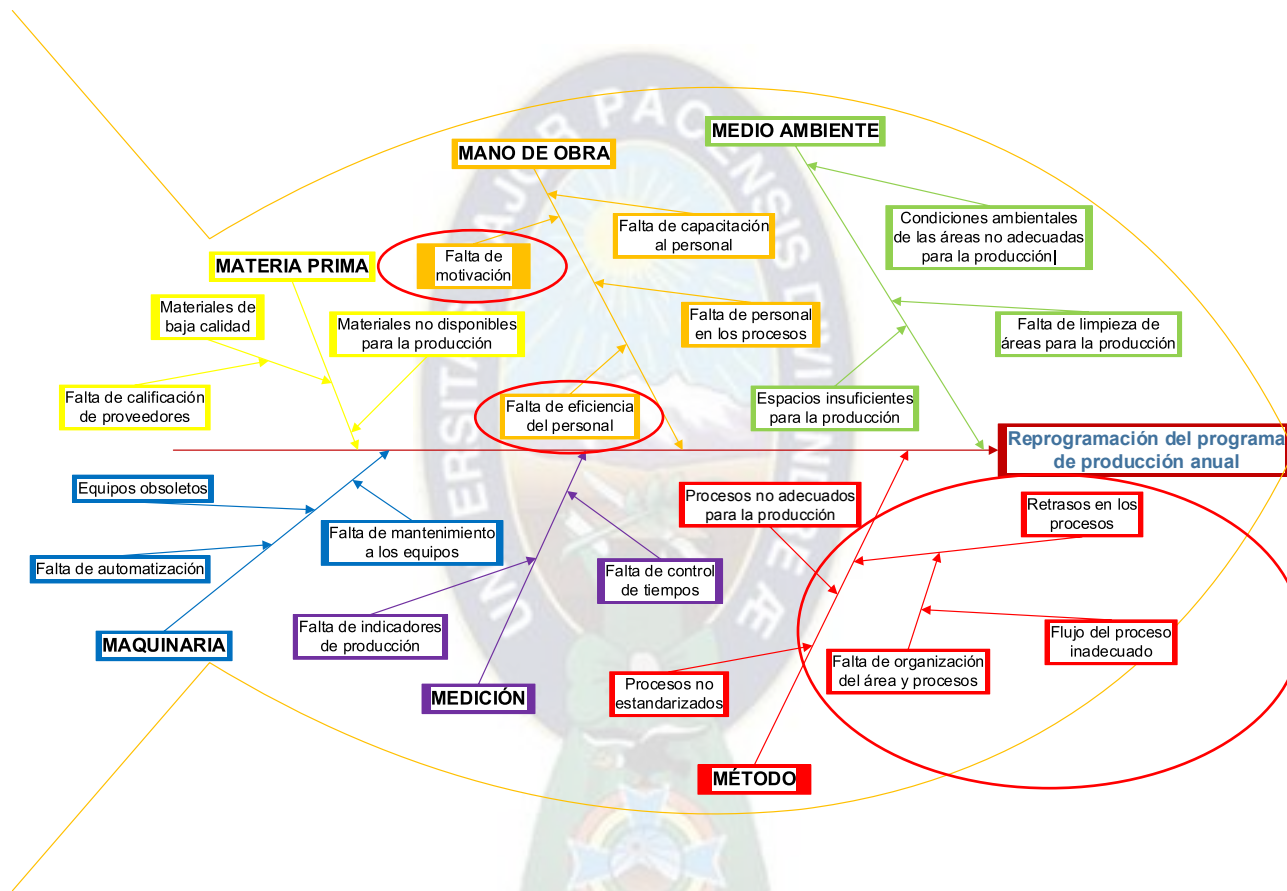 MEDIO AMBIENTE
MANO DE OBRA
Falta de capacitación
al personal
Condiciones ambientales
de las áreas no adecuadas
para la producción
Falta de
motivación
MATERIA PRIMA
Materiales de
baja calidad
Materiales no disponibles
para la producción
Falta de personal
en los procesos
Falta de limpieza de
áreas para la producción
Falta de calificación
de proveedores
Falta de eficiencia
del personal
Espacios insuficientes
para la producción
Reprogramación del programa
de producción anual
Equipos obsoletos
Falta de mantenimiento
a los equipos
Falta de automatización
MAQUINARIA
Falta de control
de tiempos
Falta de indicadores
de producción
MEDICIÓN
Procesos no adecuados
para la producción
Retrasos en los
procesos
Procesos no
estandarizados
Falta de organización
del área y procesos
Flujo del proceso
inadecuado
MÉTODO